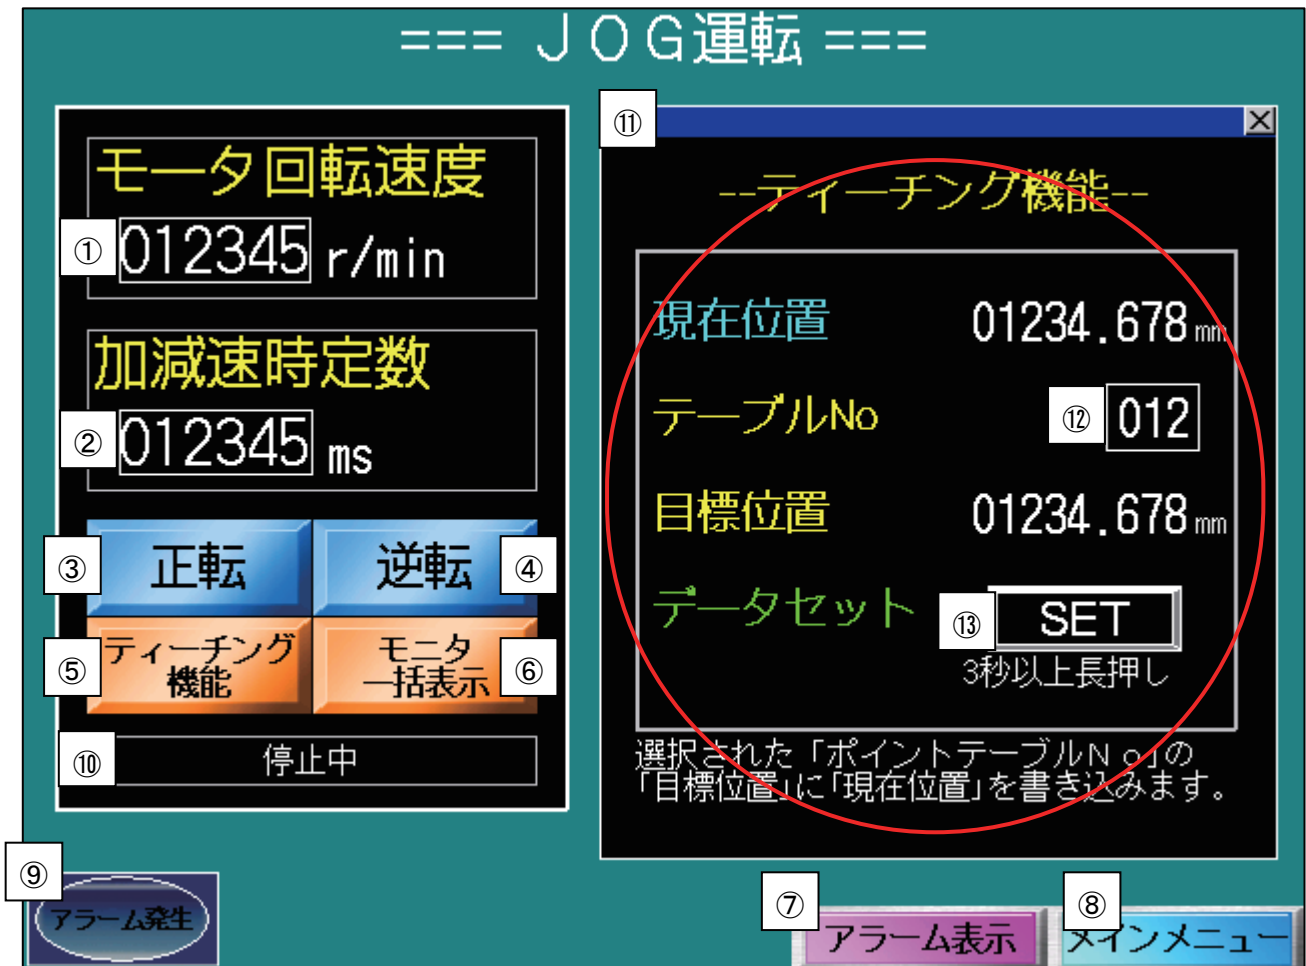 === ＪＯＧ運転 ===
モータ回転速度
① 012345 r/min
加減速時定数
② 012345 ms
③ 正転
逆転 ④
⑤ ティーチング
機能
モニタ
一括表示 ⑥
⑩ 停止中
⑪
--ティーチング機能--
現在位置 01234.678 mm
テーブルNo ⑫ 012
目標位置 01234.678 mm
データセット ⑬ SET
3秒以上長押し
選択された「ポイントテーブルＮｏ」の
「目標位置」に「現在位置」を書き込みます。
⑨
アラーム発生
⑦
アラーム表示
⑧
メインメニュー